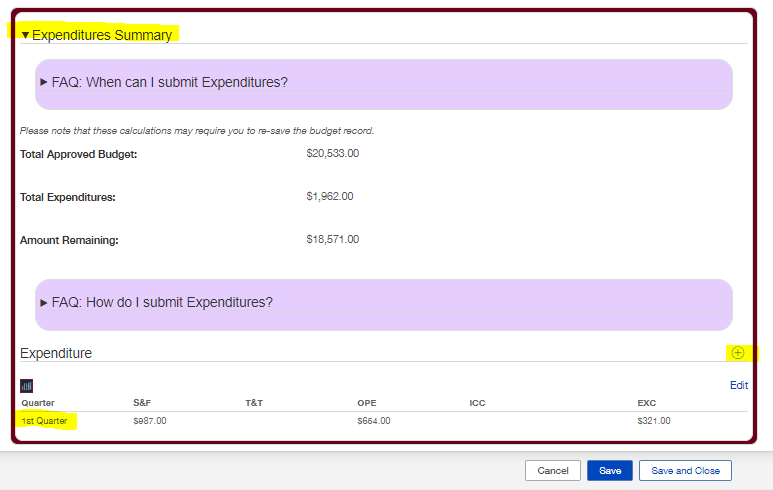 ▼ Expenditures Summary
► FAQ: When can I submit Expenditures?
Please note that these calculations may require you to re-save the budget record.
Total Approved Budget: $20,533.00
Total Expenditures: $1,962.00
Amount Remaining: $18,571.00
► FAQ: How do I submit Expenditures?
Expenditure
Edit
Quarter S&F T&T OPE ICC EXC
1st Quarter $987.00 $664.00 $321.00
Cancel Save Save and Close